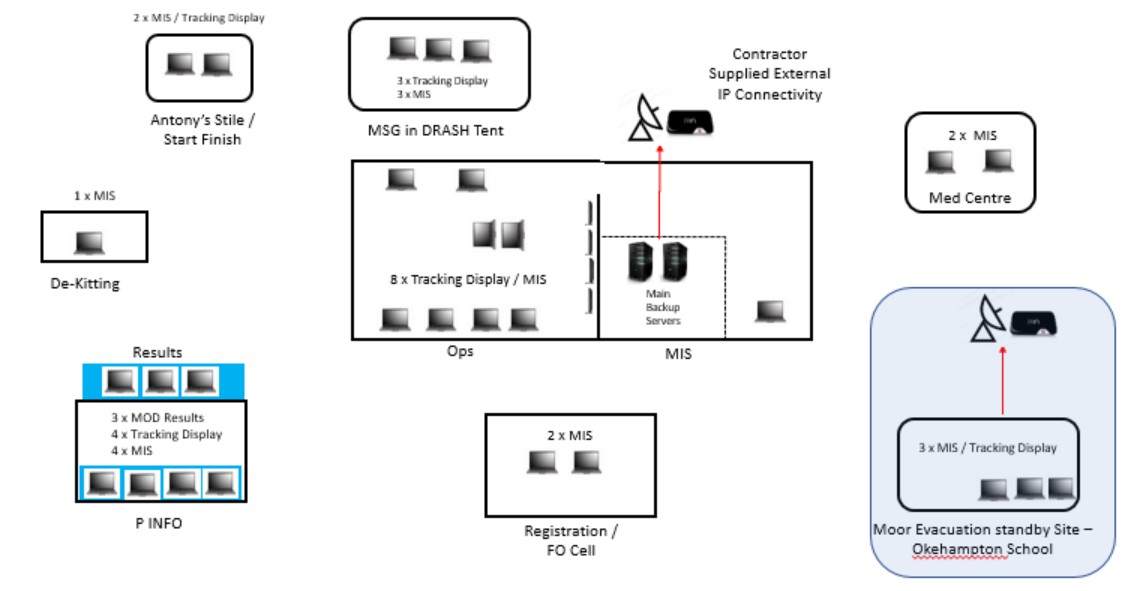 2 x MIS / Tracking Display
Antony's Stile /
Start Finish
3 x Tracking Display
3 x MIS
MSG in DRASH Tent
Contractor
Supplied External
IP Connectivity
2 x MIS
Med Centre
1 x MIS
De-Kitting
8 x Tracking Display / MIS
Ops
Main
Backup
Servers
MIS
Results
3 x MOD Results
4 x Tracking Display
4 x MIS
P INFO
2 x MIS
Registration /
FO Cell
3 x MIS / Tracking Display
Moor Evacuation standby Site –
Okehampton School